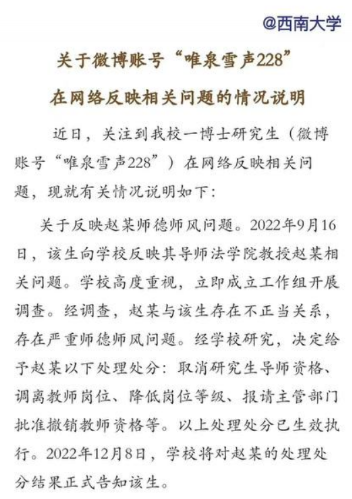 @西南大学
关于微博账号“唯泉雪声228”
在网络反映相关问题的情况说明
近日，关注到我校一博士研究生（微博
账号“唯泉雪声228”）在网络反映相关问
题，现就有关情况说明如下：
关于反映赵某师德师风问题。2022年9月16
日，该生向学校反映其导师法学院教授赵某相
关问题。学校高度重视，立即成立工作组开展
调查。经调查，赵某与该生存在不正当关系，
存在严重师德师风问题。经学校研究，决定给
予赵某以下处理处分：取消研究生导师资格、
调离教师岗位、降低岗位等级、报请主管部门
批准撤销教师资格等。以上处理处分已生效执
行。2022年12月8日，学校将对赵某的处理处
分结果正式告知该生。